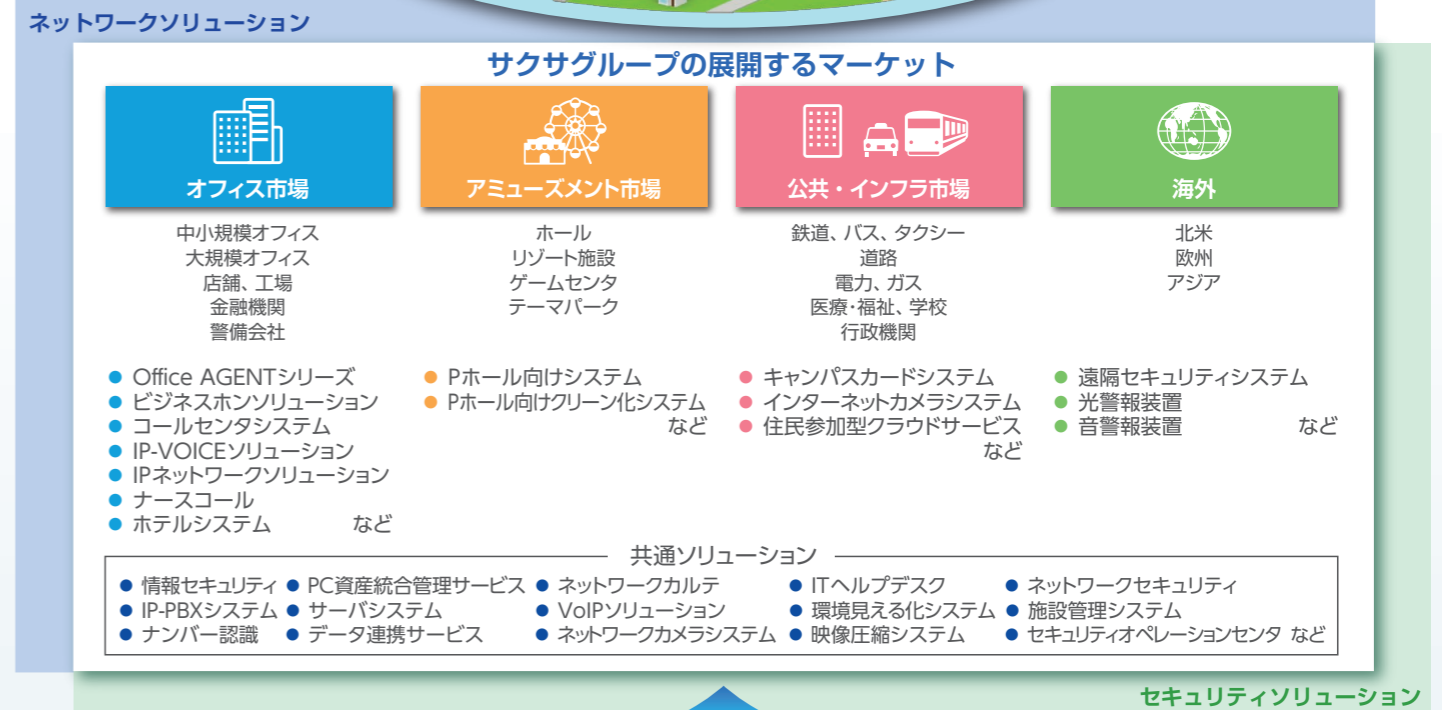 ネットワークソリューション
サクサグループの展開するマーケット
オフィス市場
中小規模オフィス
大規模オフィス
店舗、工場
金融機関
警備会社
● Office AGENTシリーズ
● ビジネスホンソリューション
● コールセンタシステム
● IP-VOICEソリューション
● IPネットワークソリューション
● ナースコール
● ホテルシステム など
アミューズメント市場
ホール
リゾート施設
ゲームセンタ
テーマパーク
● Pホール向けシステム
● Pホール向けクリーン化システム
など
公共・インフラ市場
鉄道、バス、タクシー
道路
電力、ガス
医療・福祉、学校
行政機関
● キャンパスカードシステム
● インターネットカメラシステム
● 住民参加型クラウドサービス
など
海外
北米
欧州
アジア
● 遠隔セキュリティシステム
● 光警報装置
● 音警報装置 など
共通ソリューション
● 情報セキュリティ ● PC資産統合管理サービス ● ネットワークカルテ ● ITヘルプデスク ● ネットワークセキュリティ
● IP-PBXシステム ● サーバシステム ● VoIPソリューション ● 環境見える化システム ● 施設管理システム
● ナンバー認識 ● データ連携サービス ● ネットワークカメラシステム ● 映像圧縮システム ● セキュリティオペレーションセンタ など
セキュリティソリューション